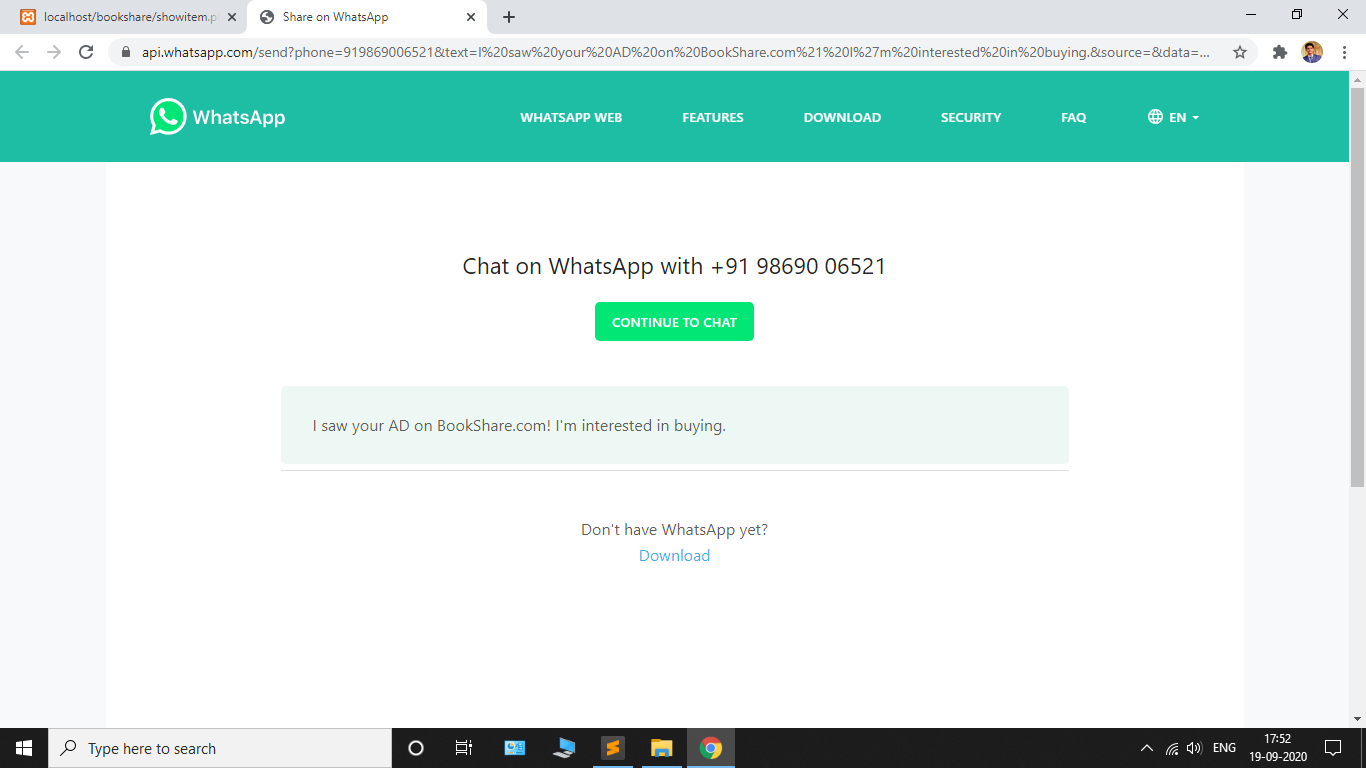 localhost/bookshare/showitem.p
Share on WhatsApp
api.whatsapp.com/send?phone=919869006521&text=I%20saw%20your%20AD%20on%20BookShare.com%21%20I%27m%20interested%20in%20buying.&source=&data=...
WhatsApp
WHATSAPP WEB
FEATURES
DOWNLOAD
SECURITY
FAQ
EN
Chat on WhatsApp with +91 98690 06521
CONTINUE TO CHAT
I saw your AD on BookShare.com! I'm interested in buying.
Don't have WhatsApp yet?
Download
Type here to search
ENG
17:52
19-09-2020